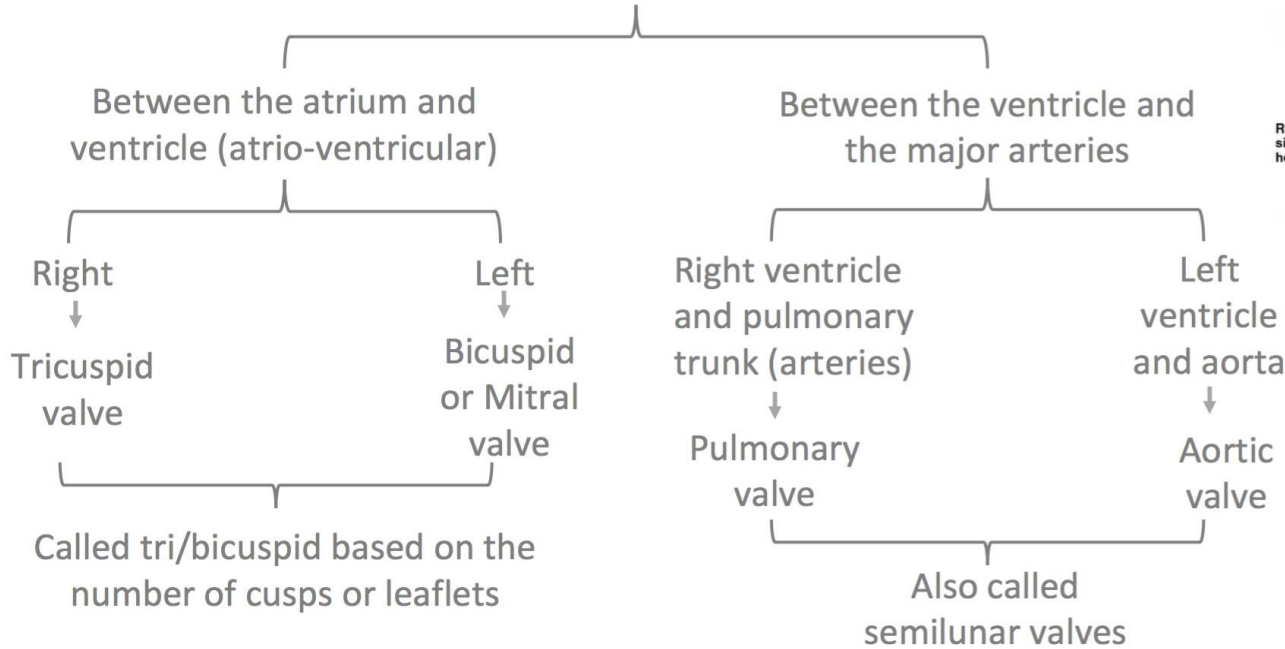 Between the atrium and
ventricle (atrio-ventricular)
Right
Tricuspid
valve
Left
Bicuspid
or Mitral
valve
Called tri/bicuspid based on the
number of cusps or leaflets
Between the ventricle and
the major arteries
Right ventricle
and pulmonary
trunk (arteries)
Pulmonary
valve
Left
ventricle
and aorta
Aortic
valve
Also called
semilunar valves